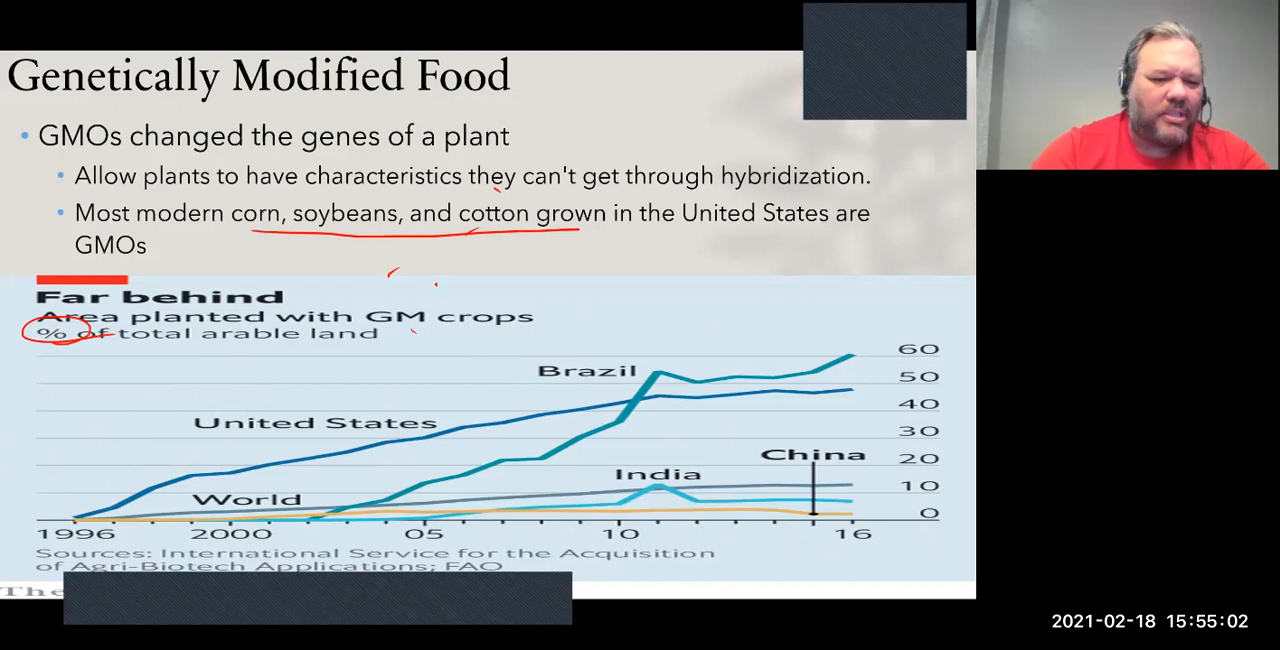 Genetically Modified Food
• GMOs changed the genes of a plant
• Allow plants to have characteristics they can't get through hybridization.
• Most modern corn, soybeans, and cotton grown in the United States are
GMOs
Far behind
Area planted with GM crops
% of total arable land
60
Brazil
50
40
United States
30
China
20
India
World
10
0
1996 2000 05 10 16
Sources: International Service for the Acquisition
of Agri-Biotech Applications; FAO
The
2021-02-18 15:55:02